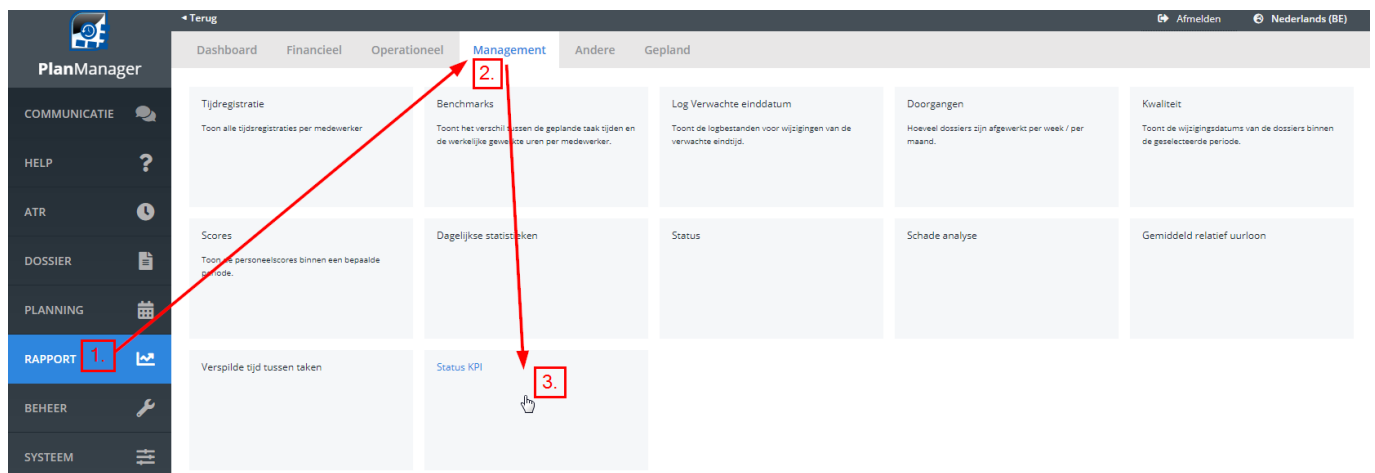 ◂ Terug
Afmelden
Nederlands (BE)
PlanManager
Dashboard Financieel Operationeel Management Andere Gepland
2.
COMMUNICATIE
HELP
?
ATR
DOSSIER
PLANNING
RAPPORT
1.
BEHEER
SYSTEEM
Tijdregistratie
Toon alle tijdsregistraties per medewerker
Benchmarks
Toont het verschil tussen de geplande taak tijden en
de werkelijke gewerkte uren per medewerker.
Log Verwachte einddatum
Toont de logbestanden voor wijzigingen van de
verwachte eindtijd.
Doorgangen
Hoeveel dossiers zijn afgewerkt per week / per
maand.
Kwaliteit
Toont de wijzigingsdatums van de dossiers binnen
de geselecteerde periode.
Scores
Toon de personeelscores binnen een bepaalde
periode.
Dagelijkse statistieken
Status
Schade analyse
Gemiddeld relatief uurloon
Verspilde tijd tussen taken
Status KPI
3.